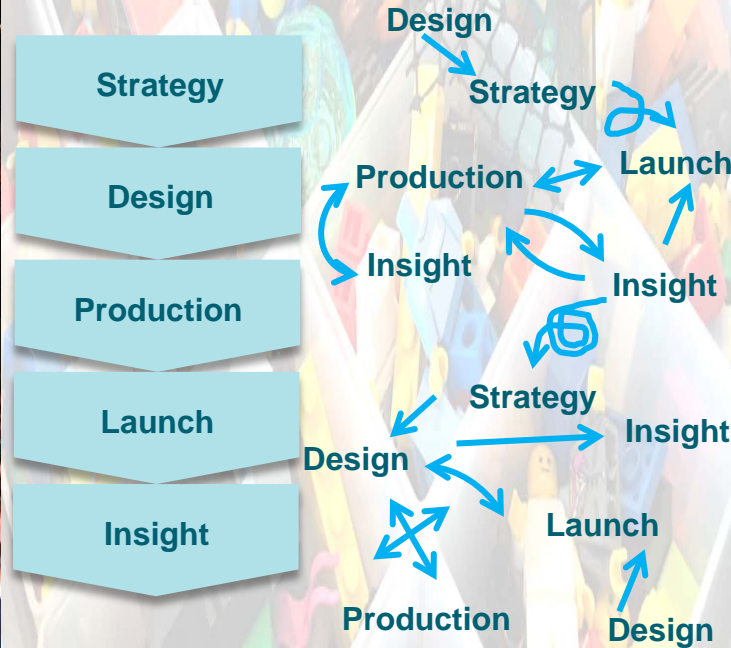 Strategy
Design
Production
Launch
Insight
Design
Strategy
Launch
Production
Insight
Insight
Strategy
Insight
Design
Launch
Production
Design